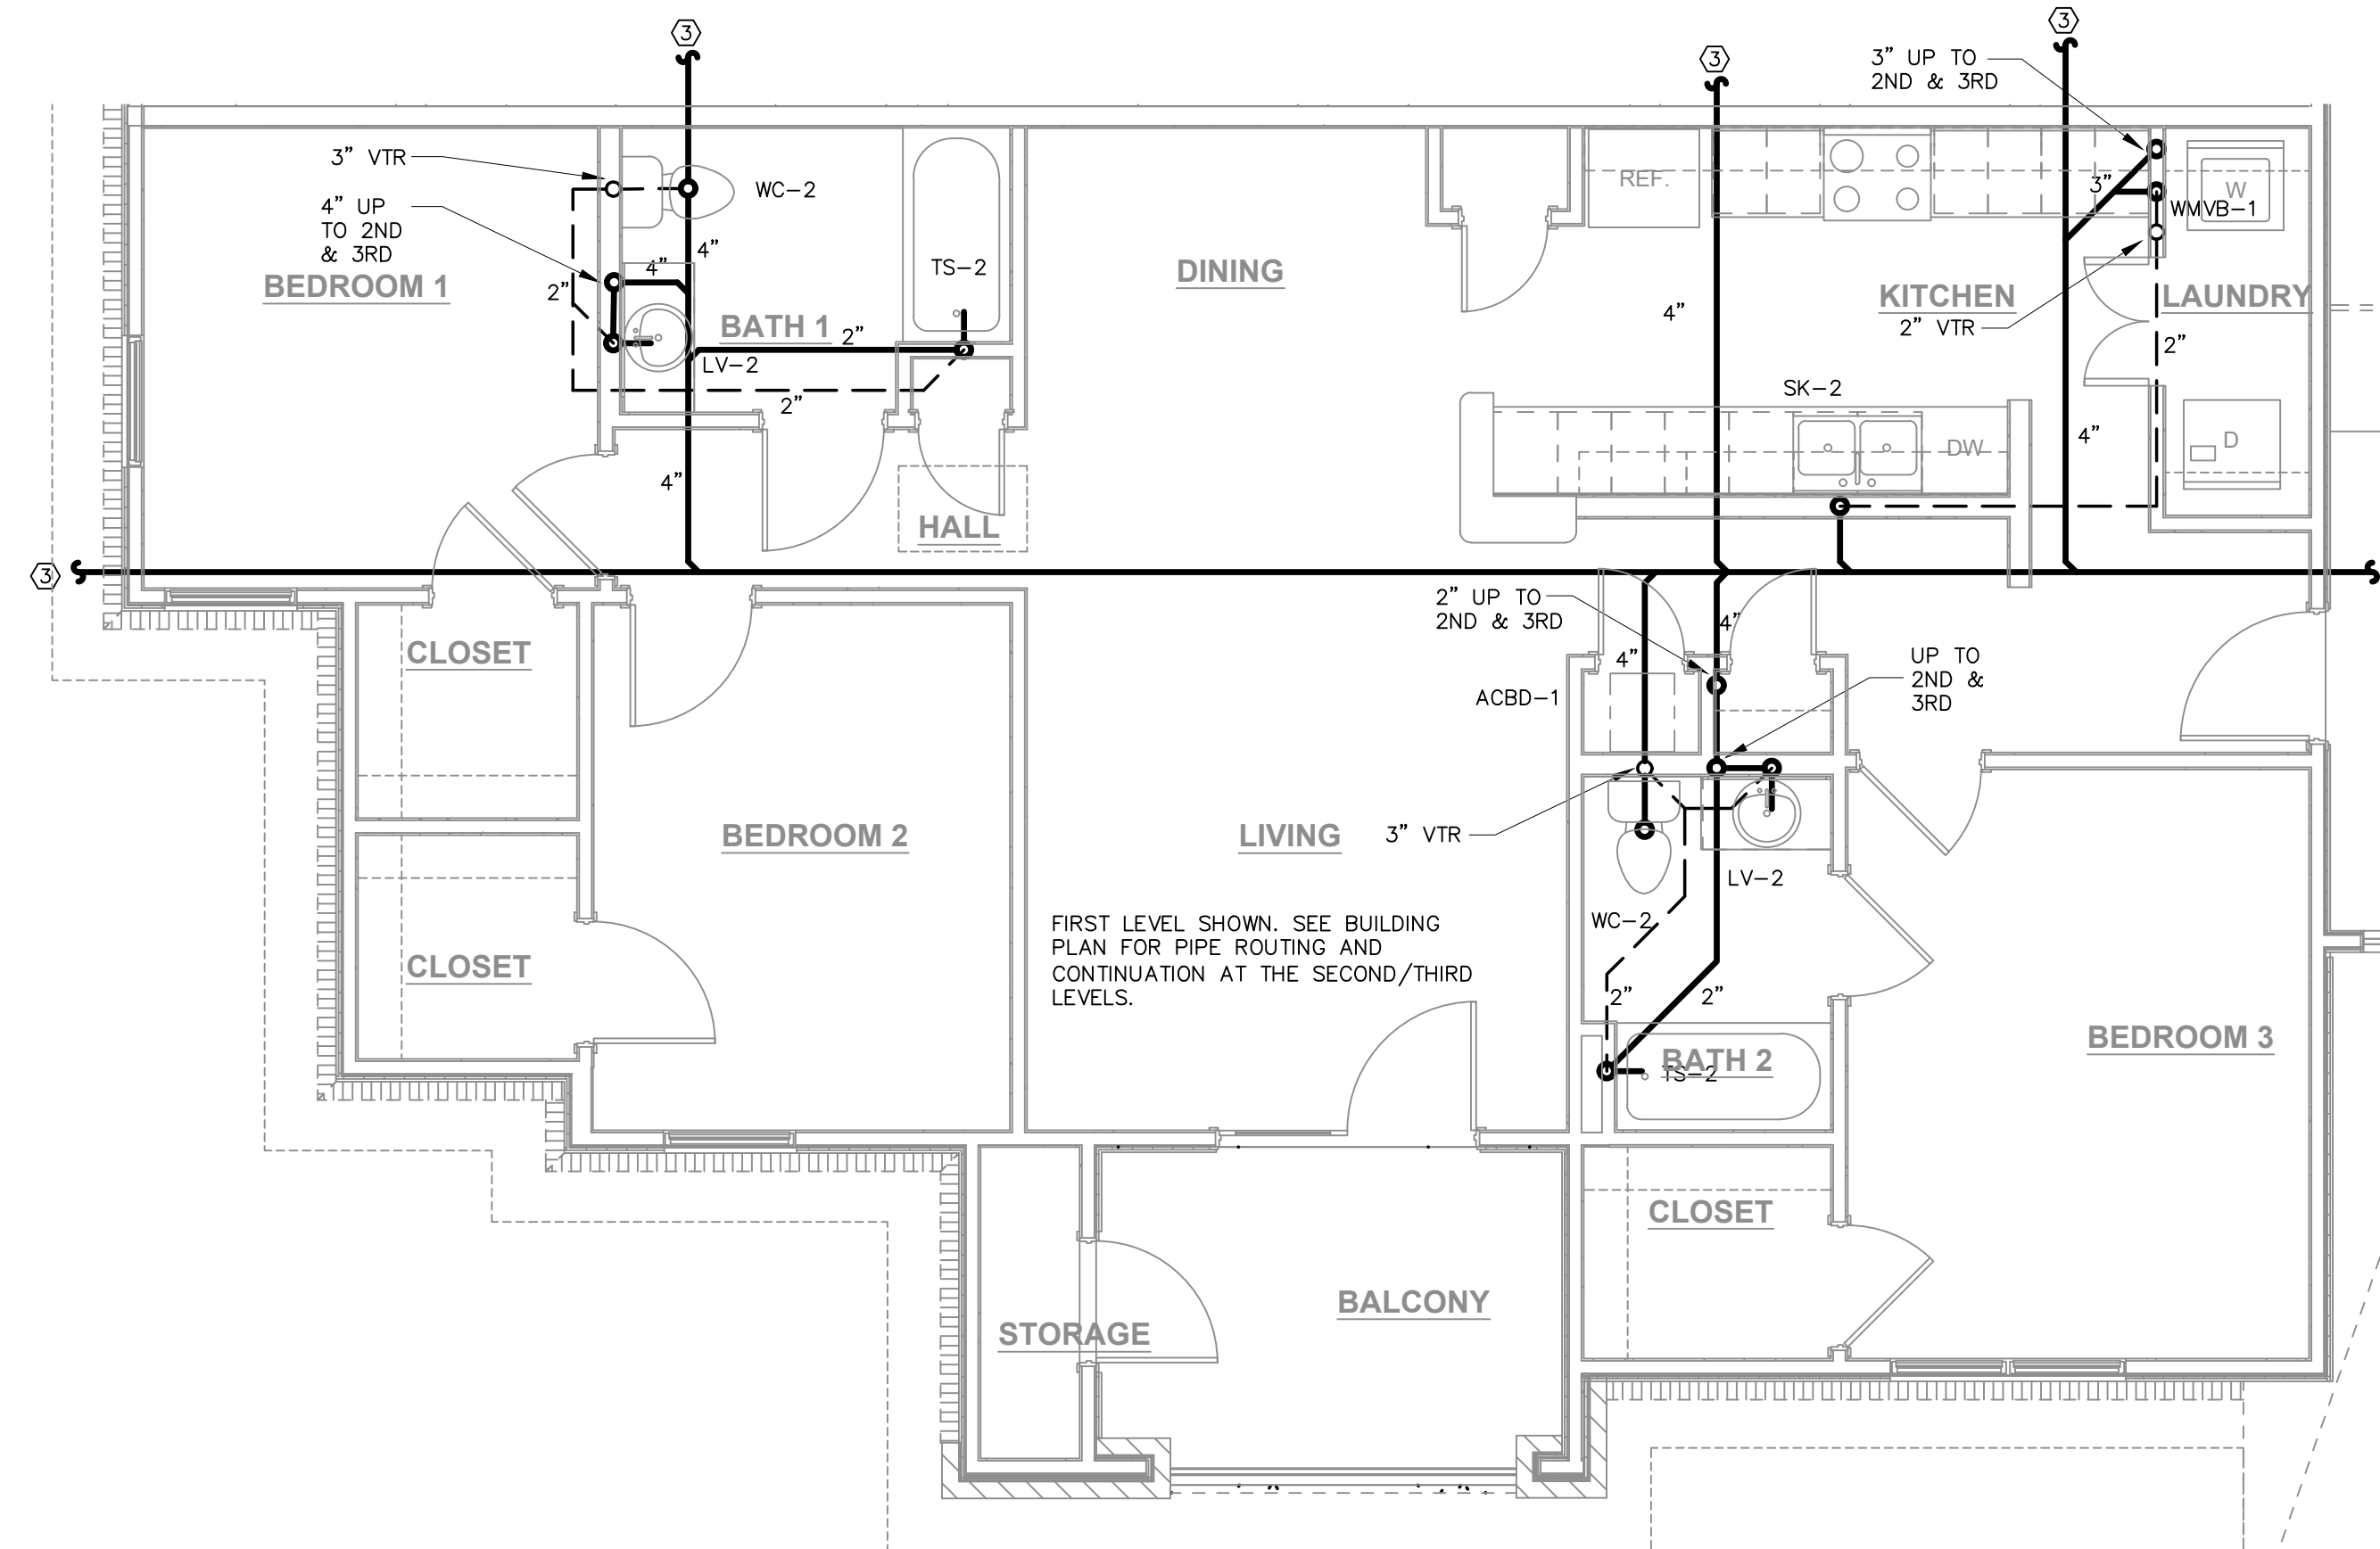 3
3
3
3” UP TO
2ND & 3RD
3” VTR
WC-2
4” UP
TO 2ND
& 3RD
BEDROOM 1
2”
4”
4”
TS-2
BATH 1
2”
LV-2
2”
4”
HALL
DINING
REF.
4”
KITCHEN
3”
W
WMVB-1
LAUNDRY
2” VTR
2”
SK-2
DW
4”
D
3
2” UP TO
2ND & 3RD
4”
4”
UP TO
2ND &
3RD
ACBD-1
CLOSET
BEDROOM 2
LIVING
3” VTR
LV-2
WC-2
FIRST LEVEL SHOWN. SEE BUILDING
PLAN FOR PIPE ROUTING AND
CONTINUATION AT THE SECOND/THIRD
LEVELS.
CLOSET
2”
2”
BATH 2
TS-2
BEDROOM 3
CLOSET
BALCONY
STORAGE